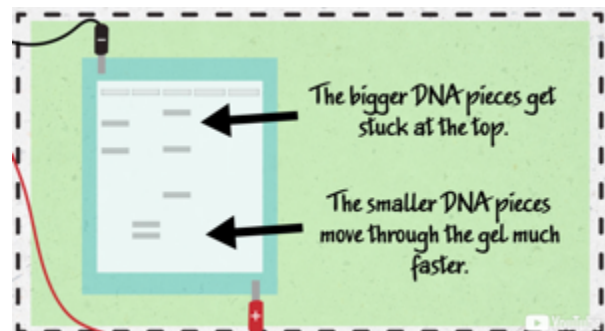 -
The bigger DNA pieces get
stuck at the top.
The smaller DNA pieces
move through the gel much
faster.
+
YouTube